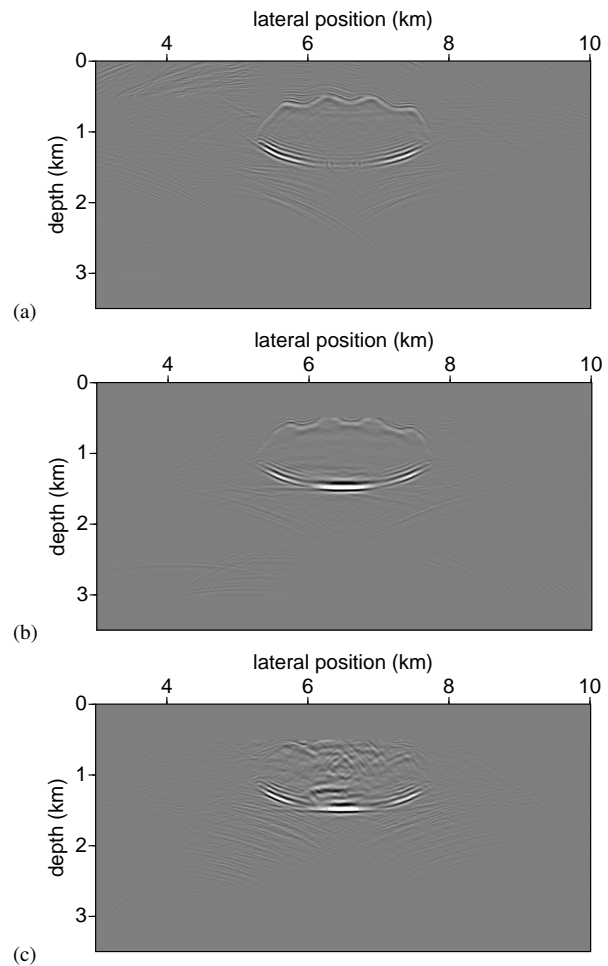 lateral position (km)
4 6 8 10
0
1
2
3
depth (km)
(a)
lateral position (km)
4 6 8 10
0
1
2
3
depth (km)
(b)
lateral position (km)
4 6 8 10
0
1
2
3
depth (km)
(c)